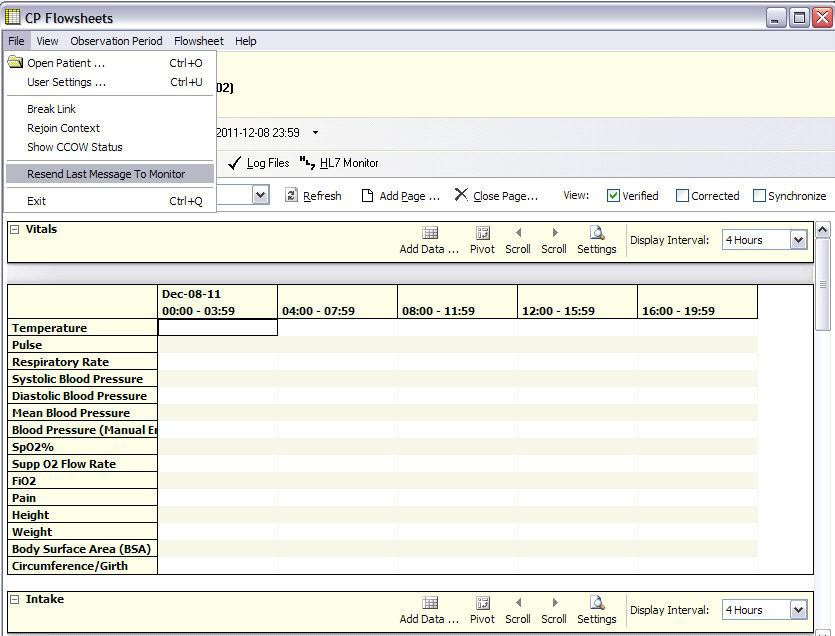 CP Flowsheets
File View Observation Period Flowsheet Help
Open Patient ... Ctrl+O
User Settings ... Ctrl+U
02)
Break Link
Rejoin Context
2011-12-08 23:59
Show CCOW Status
Log Files HL7 HL7 Monitor
Resend Last Message To Monitor
Exit Ctrl+Q
Refresh Add Page ... Close Page... View: Verified Corrected Synchronize
Vitals
Add Data ... Pivot Scroll Scroll Settings Display Interval: 4 Hours
Dec-08-11
00:00 - 03:59 04:00 - 07:59 08:00 - 11:59 12:00 - 15:59 16:00 - 19:59
Temperature
Pulse
Respiratory Rate
Systolic Blood Pressure
Diastolic Blood Pressure
Mean Blood Pressure
Blood Pressure (Manual En
SpO2%
Supp O2 Flow Rate
FiO2
Pain
Height
Weight
Body Surface Area (BSA)
Circumference/Girth
Intake
Add Data ... Pivot Scroll Scroll Settings Display Interval: 4 Hours